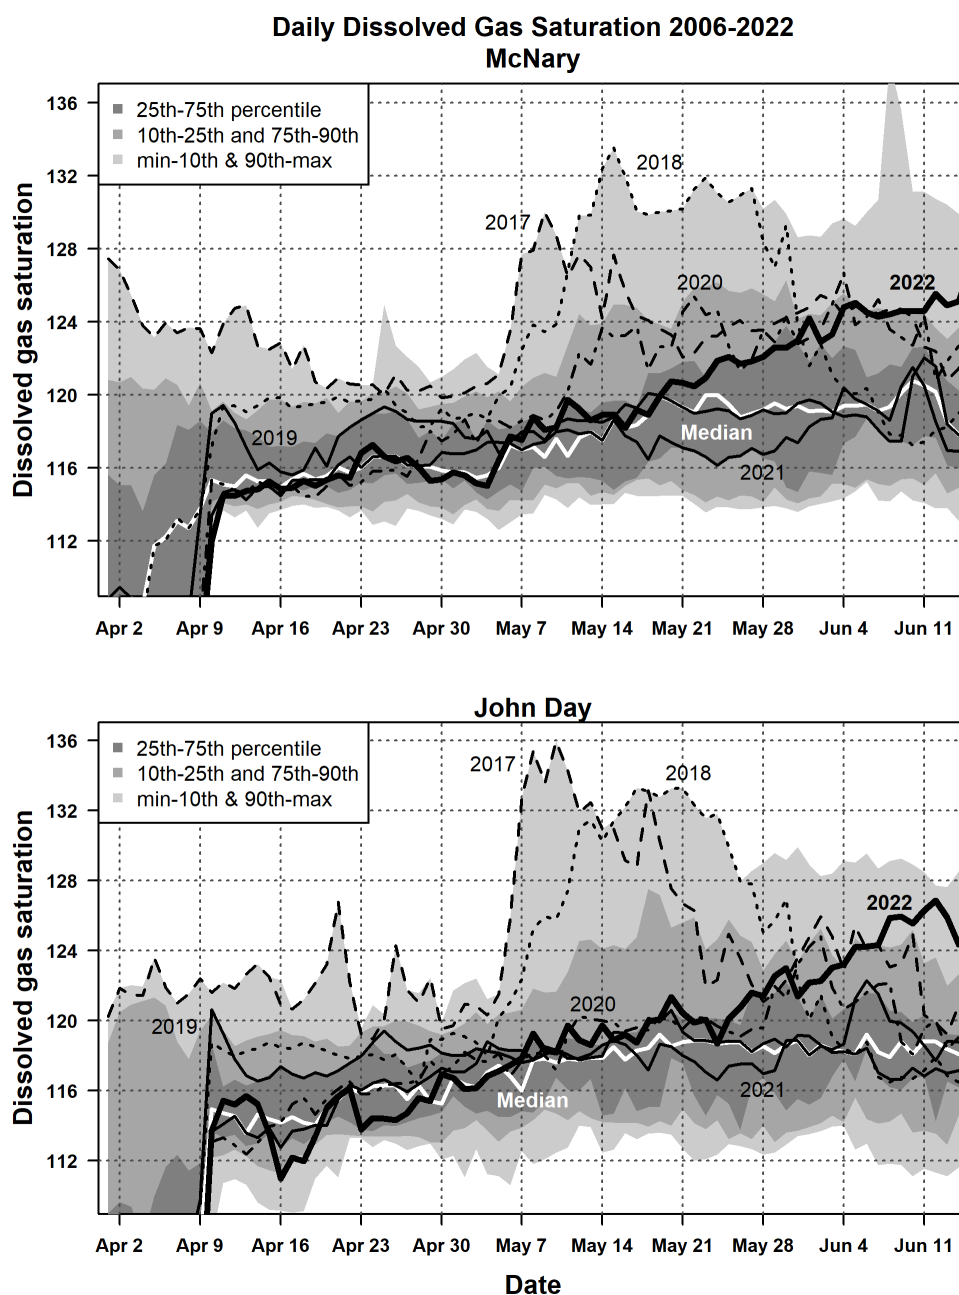 Daily Dissolved Gas Saturation 2006-2022
McNary
Dissolved gas saturation
136
132
128
124
120
116
112
25th-75th percentile
10th-25th and 75th-90th
min-10th & 90th-max
2018
2017
2020
2022
Median
2019
2021
Apr 2 Apr 9 Apr 16 Apr 23 Apr 30 May 7 May 14 May 21 May 28 Jun 4 Jun 11
John Day
Dissolved gas saturation
136
132
128
124
120
116
112
25th-75th percentile
10th-25th and 75th-90th
min-10th & 90th-max
2017
2018
2022
2020
2019
2021
Median
Apr 2 Apr 9 Apr 16 Apr 23 Apr 30 May 7 May 14 May 21 May 28 Jun 4 Jun 11
Date